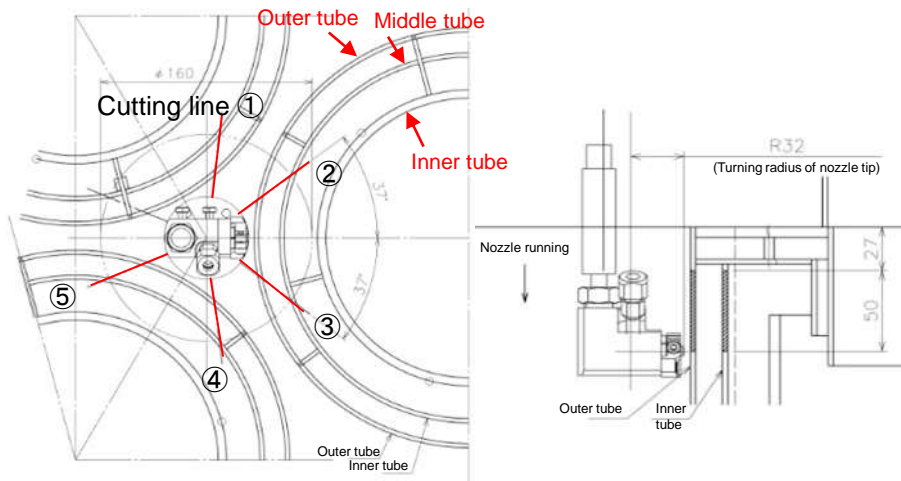 Outer tube
Middle tube
⌀160
Cutting line ①
Inner tube
②
37°
37°
③
④
⑤
Outer tube
Inner tube
R32
(Turning radius of nozzle tip)
Nozzle running
27
50
Outer tube
Inner
tube